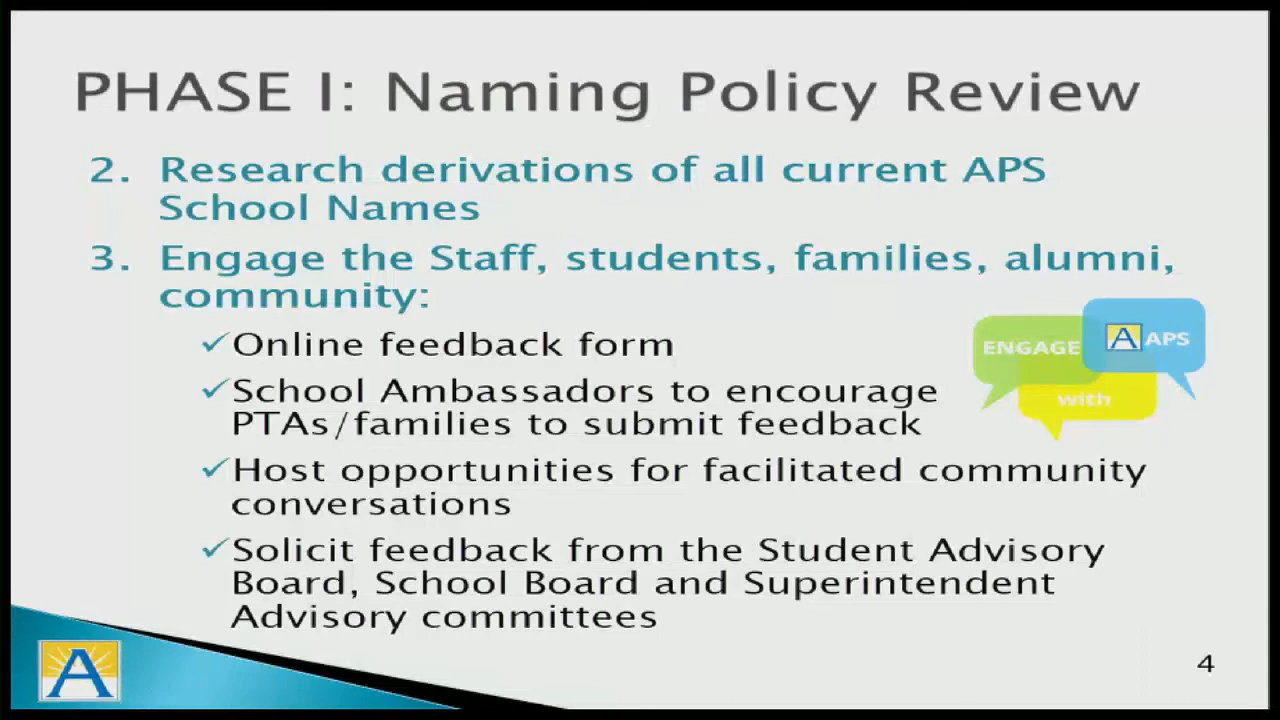 PHASE I: Naming Policy Review
2. Research derivations of all current APS
School Names
3. Engage the Staff, students, families, alumni,
community:
✓Online feedback form
✓School Ambassadors to encourage
PTAs/families to submit feedback
ENGAGE
A APS
with
✓Host opportunities for facilitated community
conversations
✓Solicit feedback from the Student Advisory
Board, School Board and Superintendent
Advisory committees
A
4